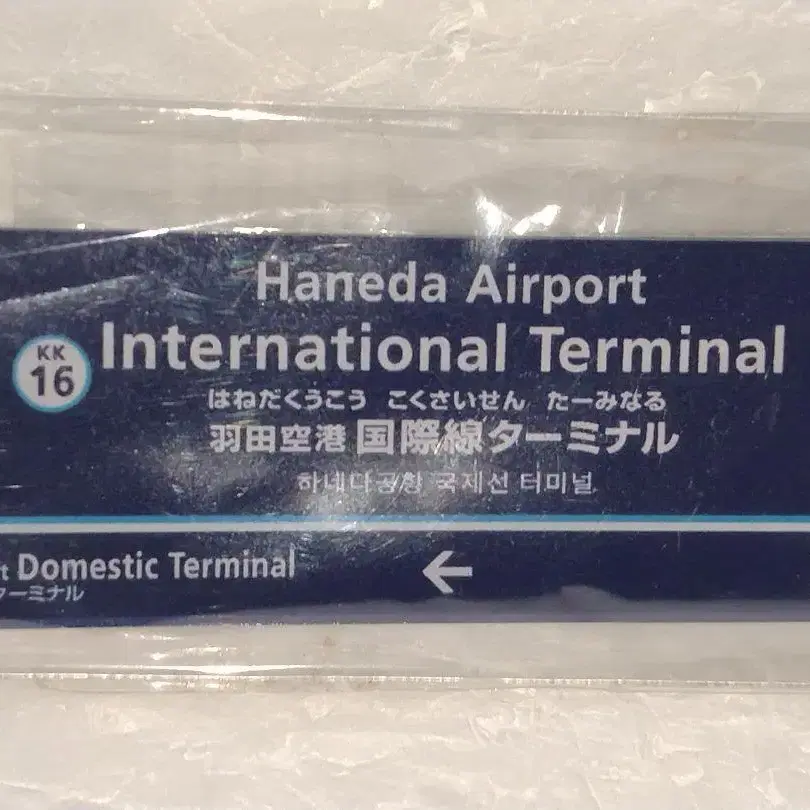 Haneda Airport
KK
16
International Terminal
はねだくうこう こくさいせん たーみなる
羽田空港 国際線ターミナル
하네다공항 국제선 터미널
t Domestic Terminal ←
ターミナル